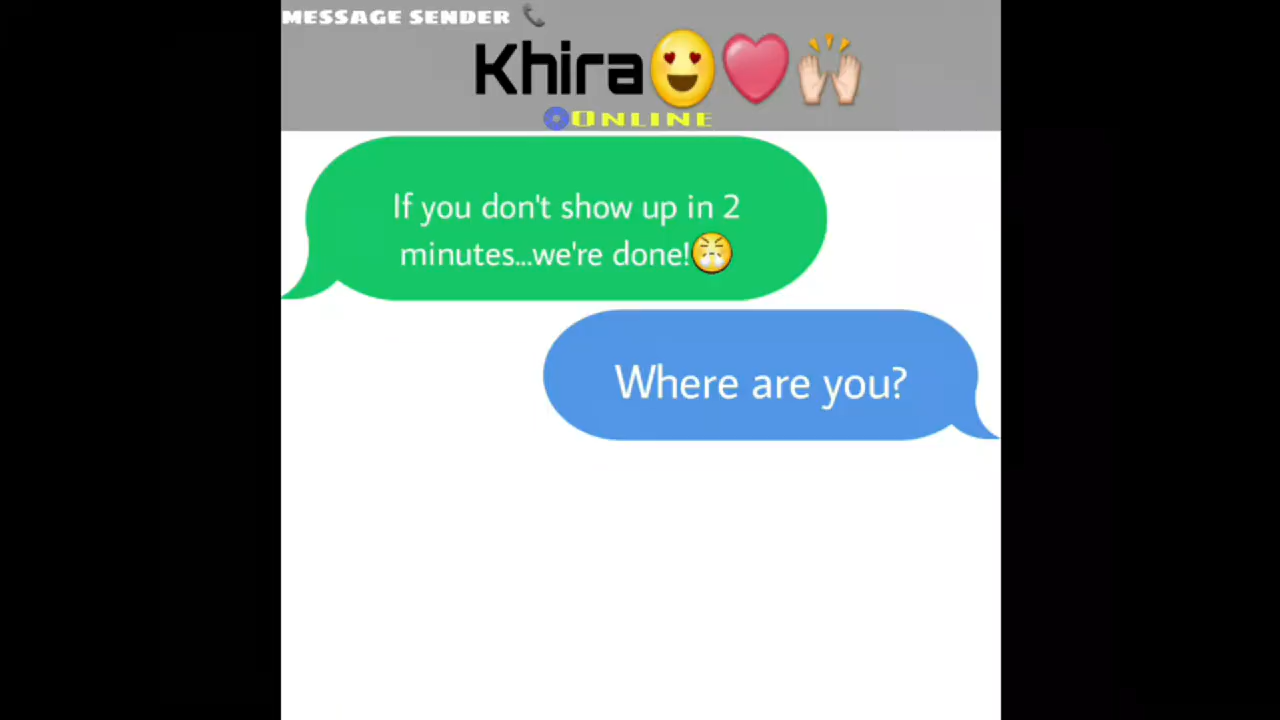 MESSAGE SENDER 📞
Khira😍❤️🙌
ONLINE
If you don't show up in 2
minutes...we're done!😤
Where are you?